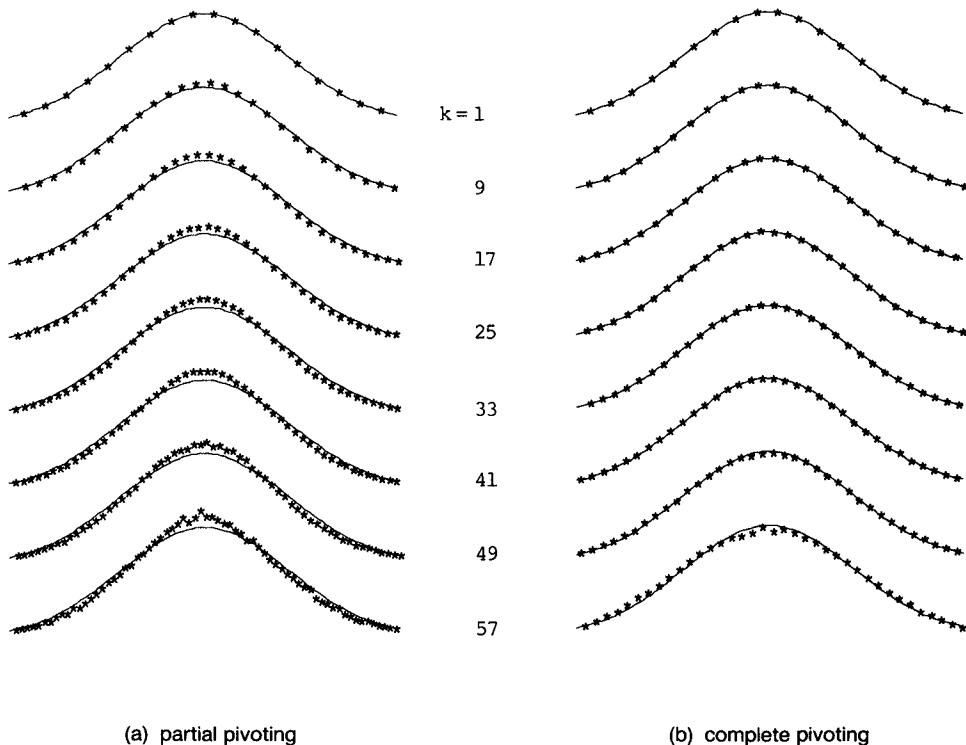 k = 1
9
17
25
33
41
49
57
(a) partial pivoting
(b) complete pivoting